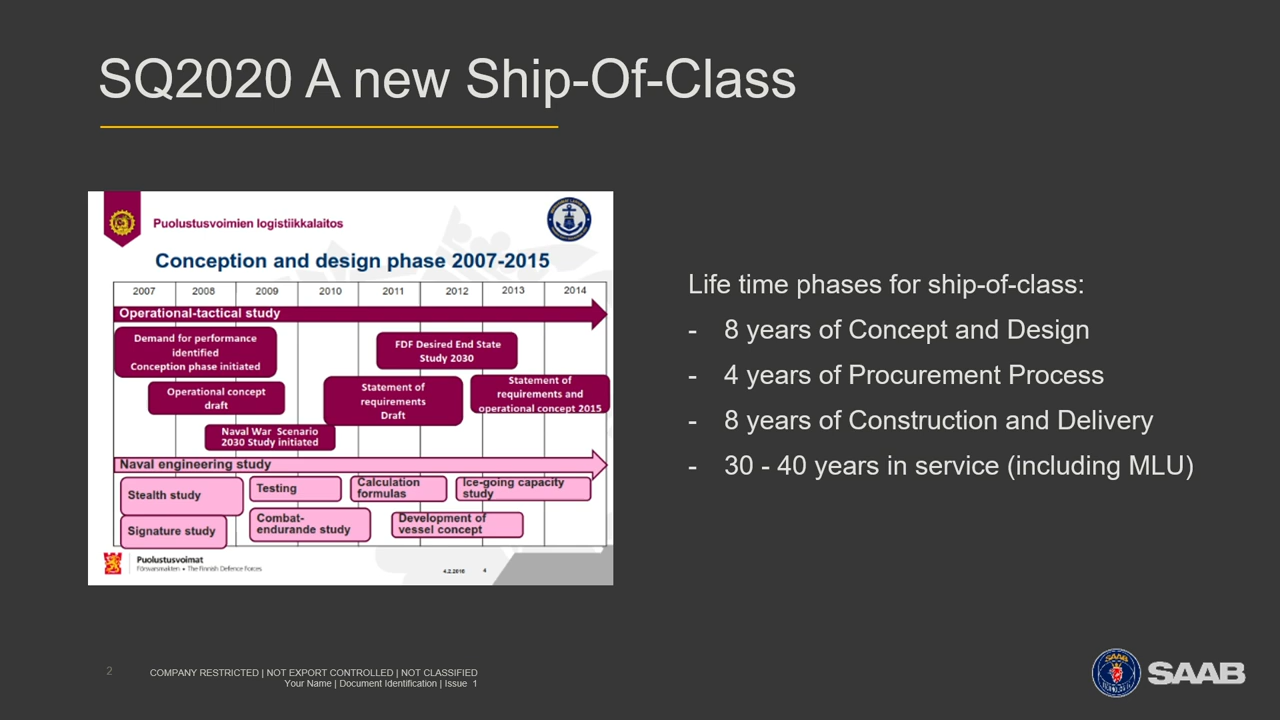 SQ2020 A new Ship-Of-Class
Puolustusvoimien logistiikkalaitos
Conception and design phase 2007-2015
2007 2008 2009 2010 2011 2012 2013 2014
Operational-tactical study
Demand for performance
identified
Conception phase initiated
FDF Desired End State
Study 2030
Operational concept
draft
Statement of
requirements
Draft
Statement of
requirements and
operational concept 2015
Naval War Scenario
2030 Study initiated
Naval engineering study
Stealth study
Testing
Calculation
formulas
Ice-going capacity
study
Signature study
Combat-
endurande study
Development of
vessel concept
Puolustusvoimat
Försvarsmakten • The Finnish Defence Forces
4.2.2016 4
Life time phases for ship-of-class:
- 8 years of Concept and Design
- 4 years of Procurement Process
- 8 years of Construction and Delivery
- 30 - 40 years in service (including MLU)
2
COMPANY RESTRICTED | NOT EXPORT CONTROLLED | NOT CLASSIFIED
Your Name | Document Identification | Issue 1
SAAB
SAAB